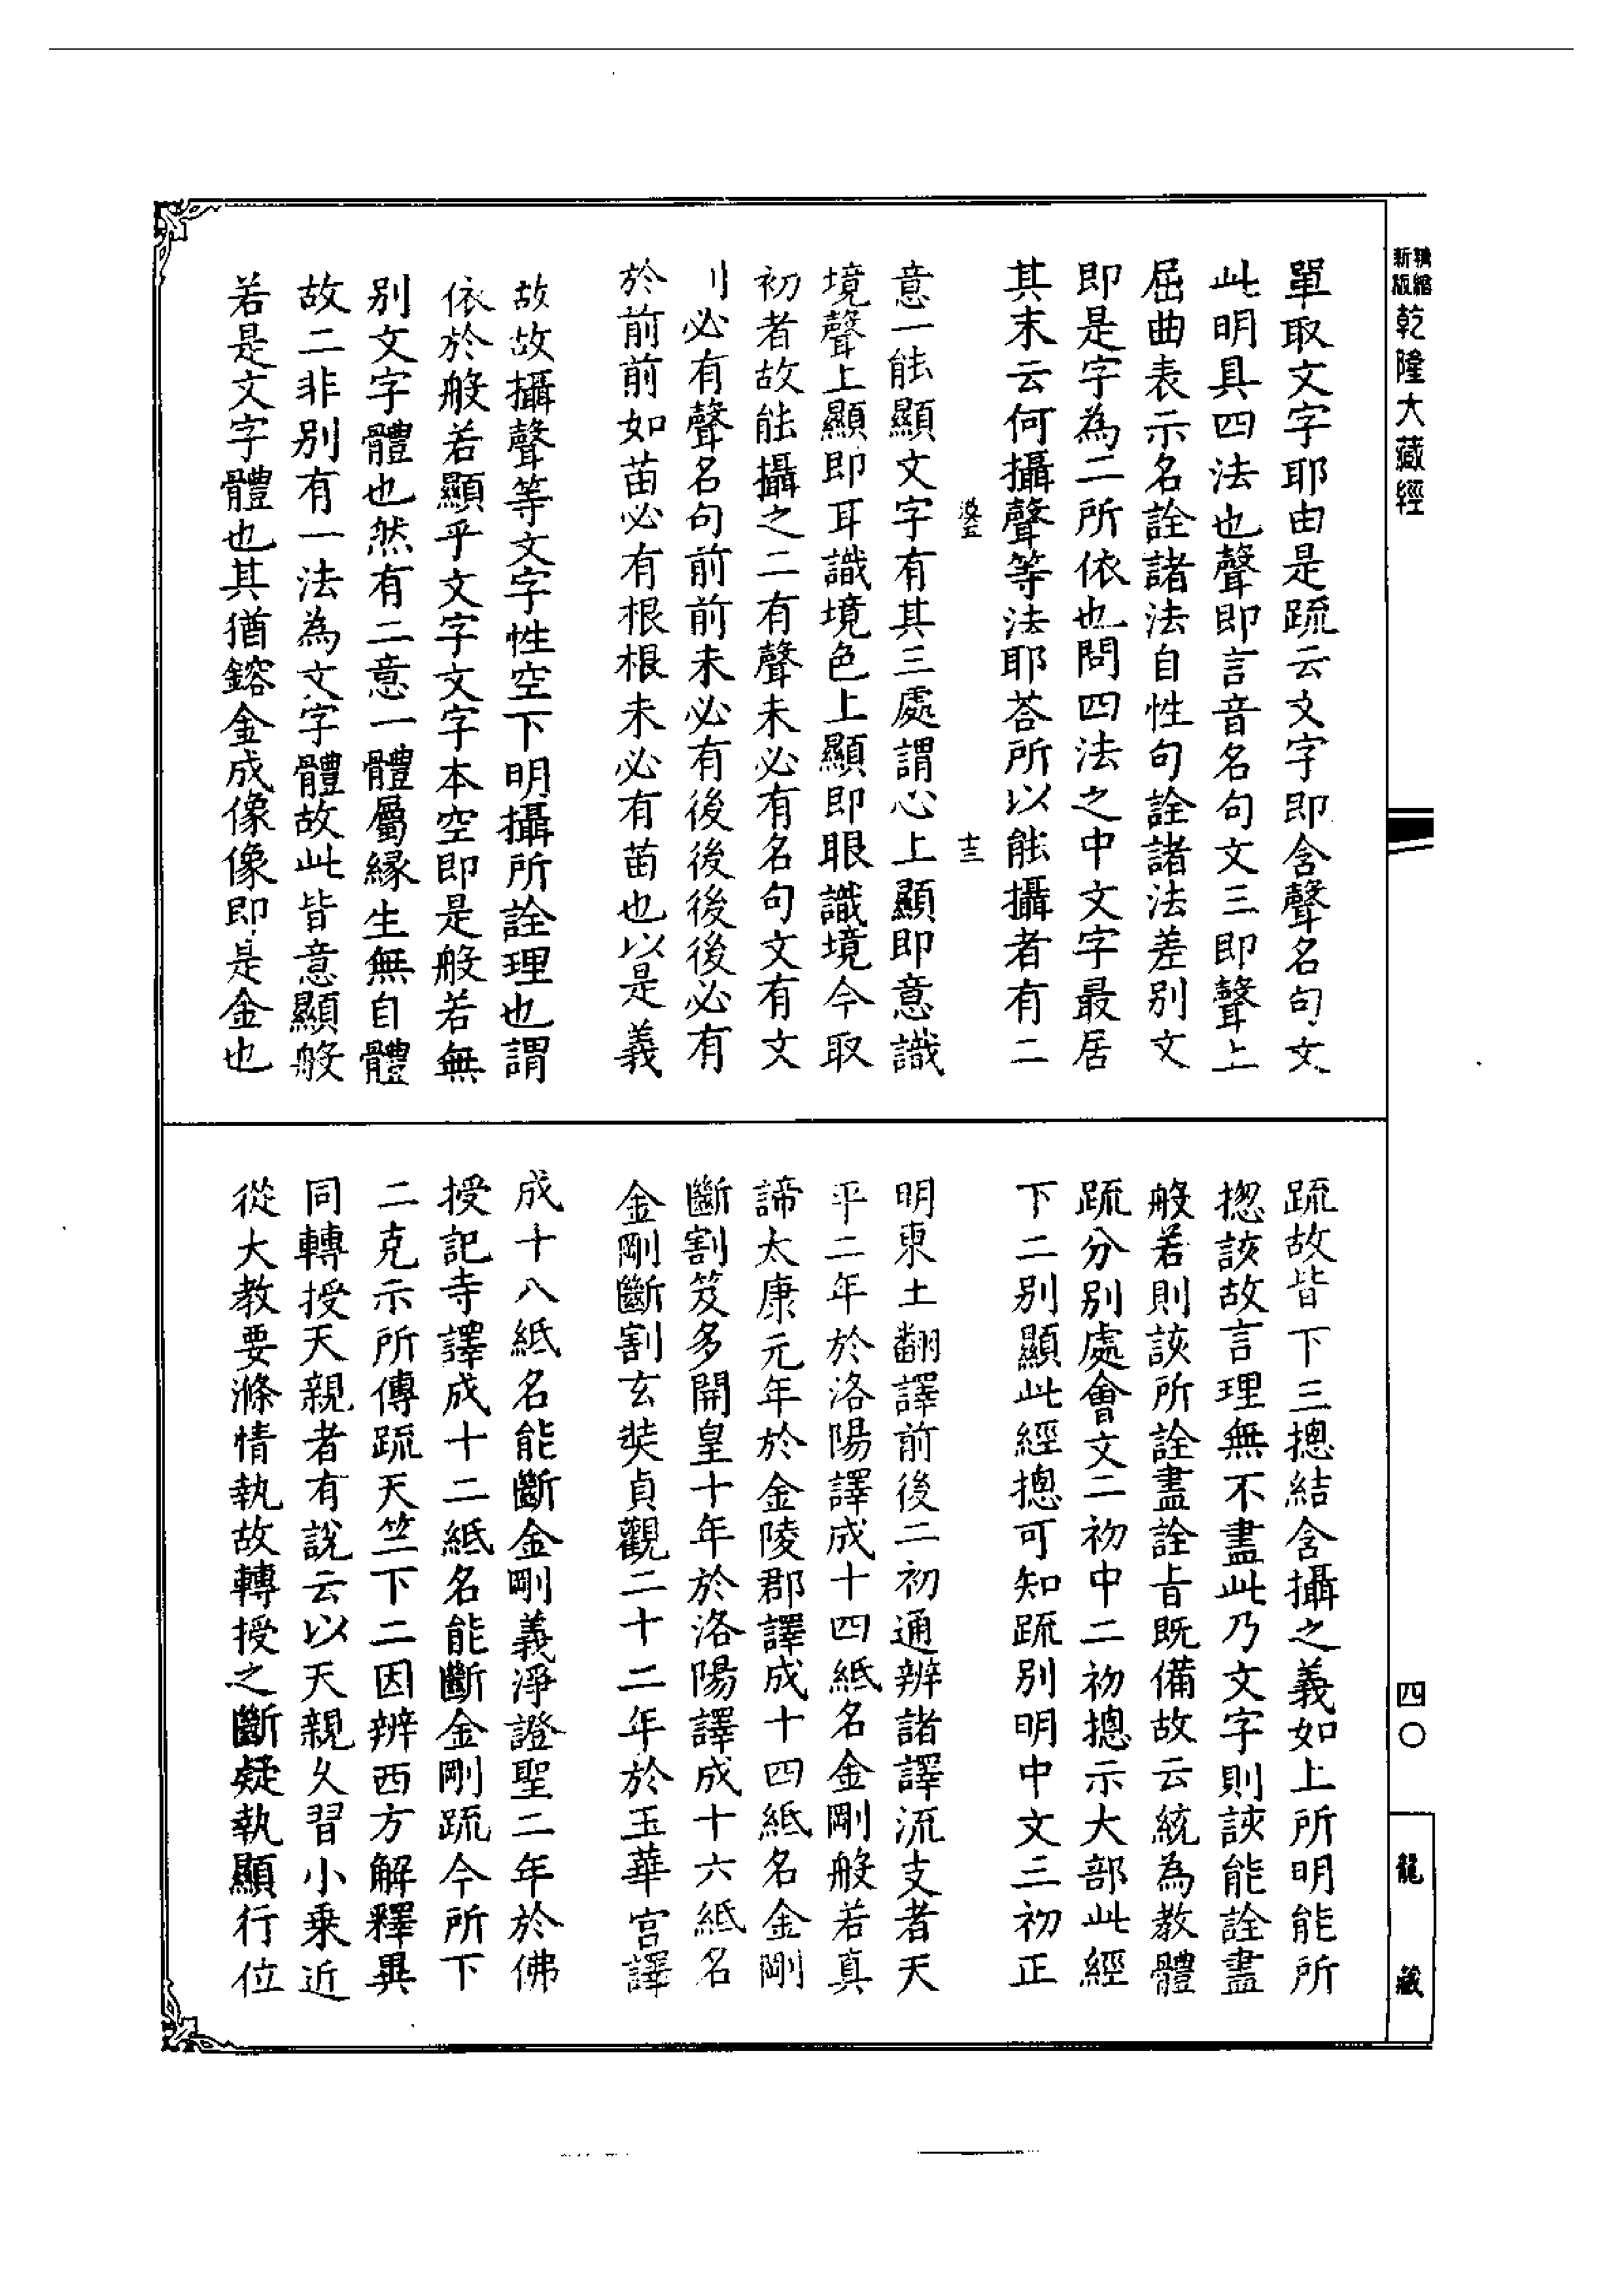 新編縮版
乾隆大藏經
單取文字耶由是䟽云文字即含聲名句文
此明具四法也聲即言音名句文三即聲上
屈曲表示名詮諸法自性句詮諸法差別文
即是字為二所依也問四法之中文字最居
其末云何攝聲等法耶荅所以能攝者有二
十三
意一能顯文字有其三處謂心上顯即意識
境聲上顯即耳識境色上顯即眼識境今取
初者故能攝之二有聲未必有名句文有文
必有聲名句前前未必有後後後後必有
於前前如苗必有根根未必有苗也以是義
故故攝聲等文字性空下明攝所詮理也謂
依於般若顯乎文字文字本空即是般若無
別文字體也然有二意一體屬緣生無自體
故二非別有一法為文字體故此皆意顯般
若是文字體也其猶鎔金成像像即是金也
䟽故皆下三摠結含攝之義如上所明能所
揔該故言理無不盡此乃文字則該能詮盡
般若則該所詮盡詮旨既備故云統為教體
䟽分別處會文二初中二初摠示大部此經
下二別顯此經摠可知䟽別明中文三初正
明東土翻譯前後二初通辨諸譯流支者天
平二年於洛陽譯成十四紙名金剛般若真
諦太康元年於金陵郡譯成十四紙名金剛
斷割笈多開皇十年於洛陽譯成十六紙名
金剛斷割玄奘貞觀二十二年於玉華宮譯
成十八紙名能斷金剛義淨證聖二年於佛
授記寺譯成十二紙名能斷金剛䟽今所下
二克示所傳䟽天竺下二因辨西方解釋異
同轉授天親者有說云以天親久習小乘近
從大教要滌情執故轉授之斷疑執顯行位
四〇
龍藏